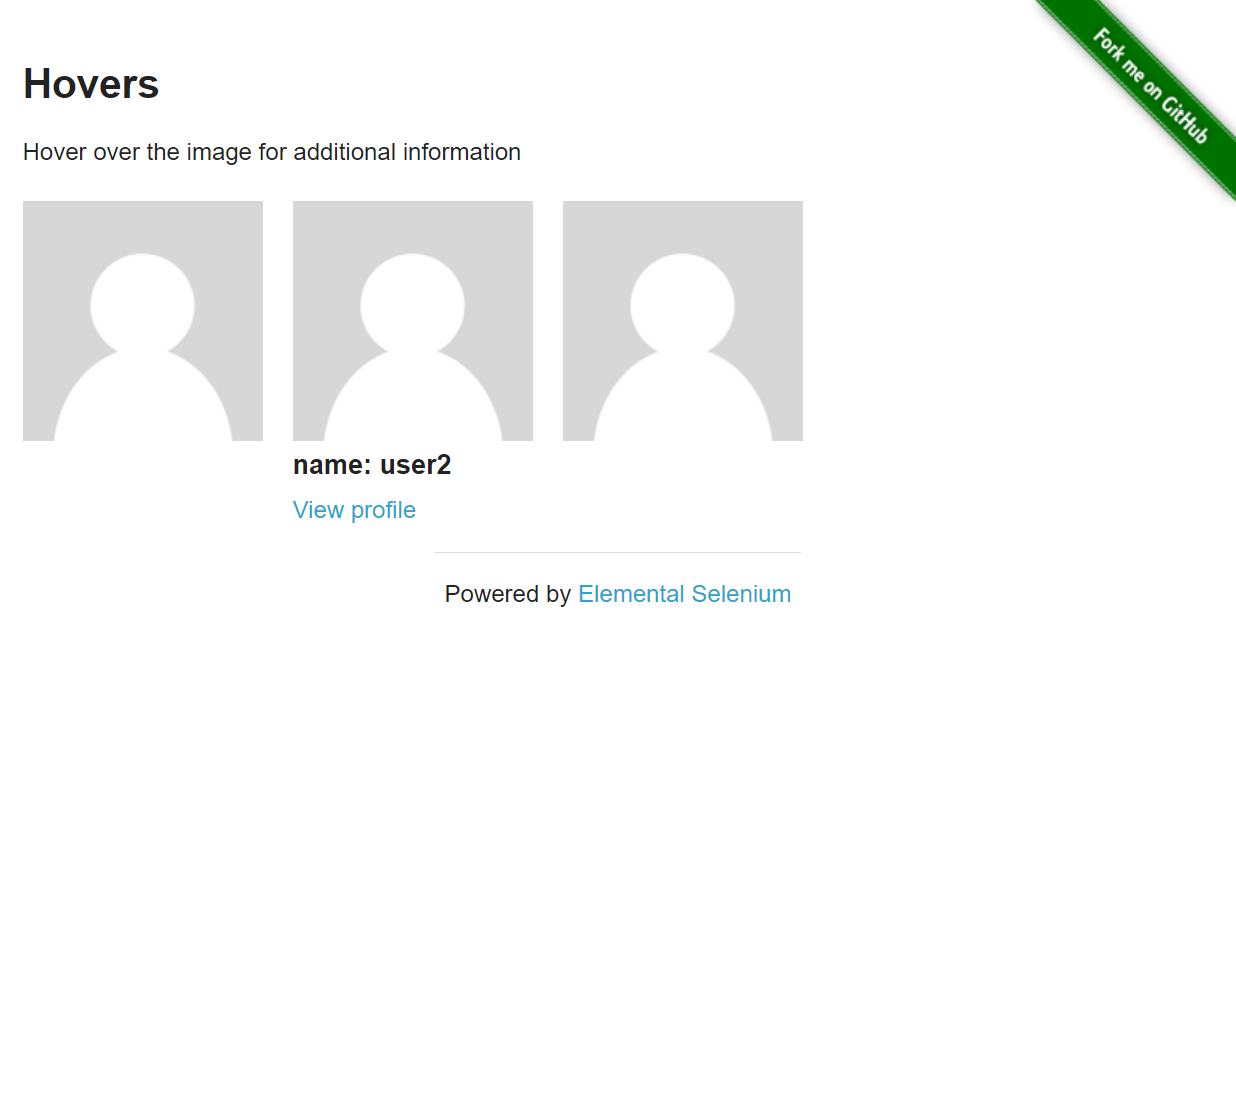 Fork me on GitHub
Hovers
Hover over the image for additional information
name: user2
View profile
Powered by Elemental Selenium